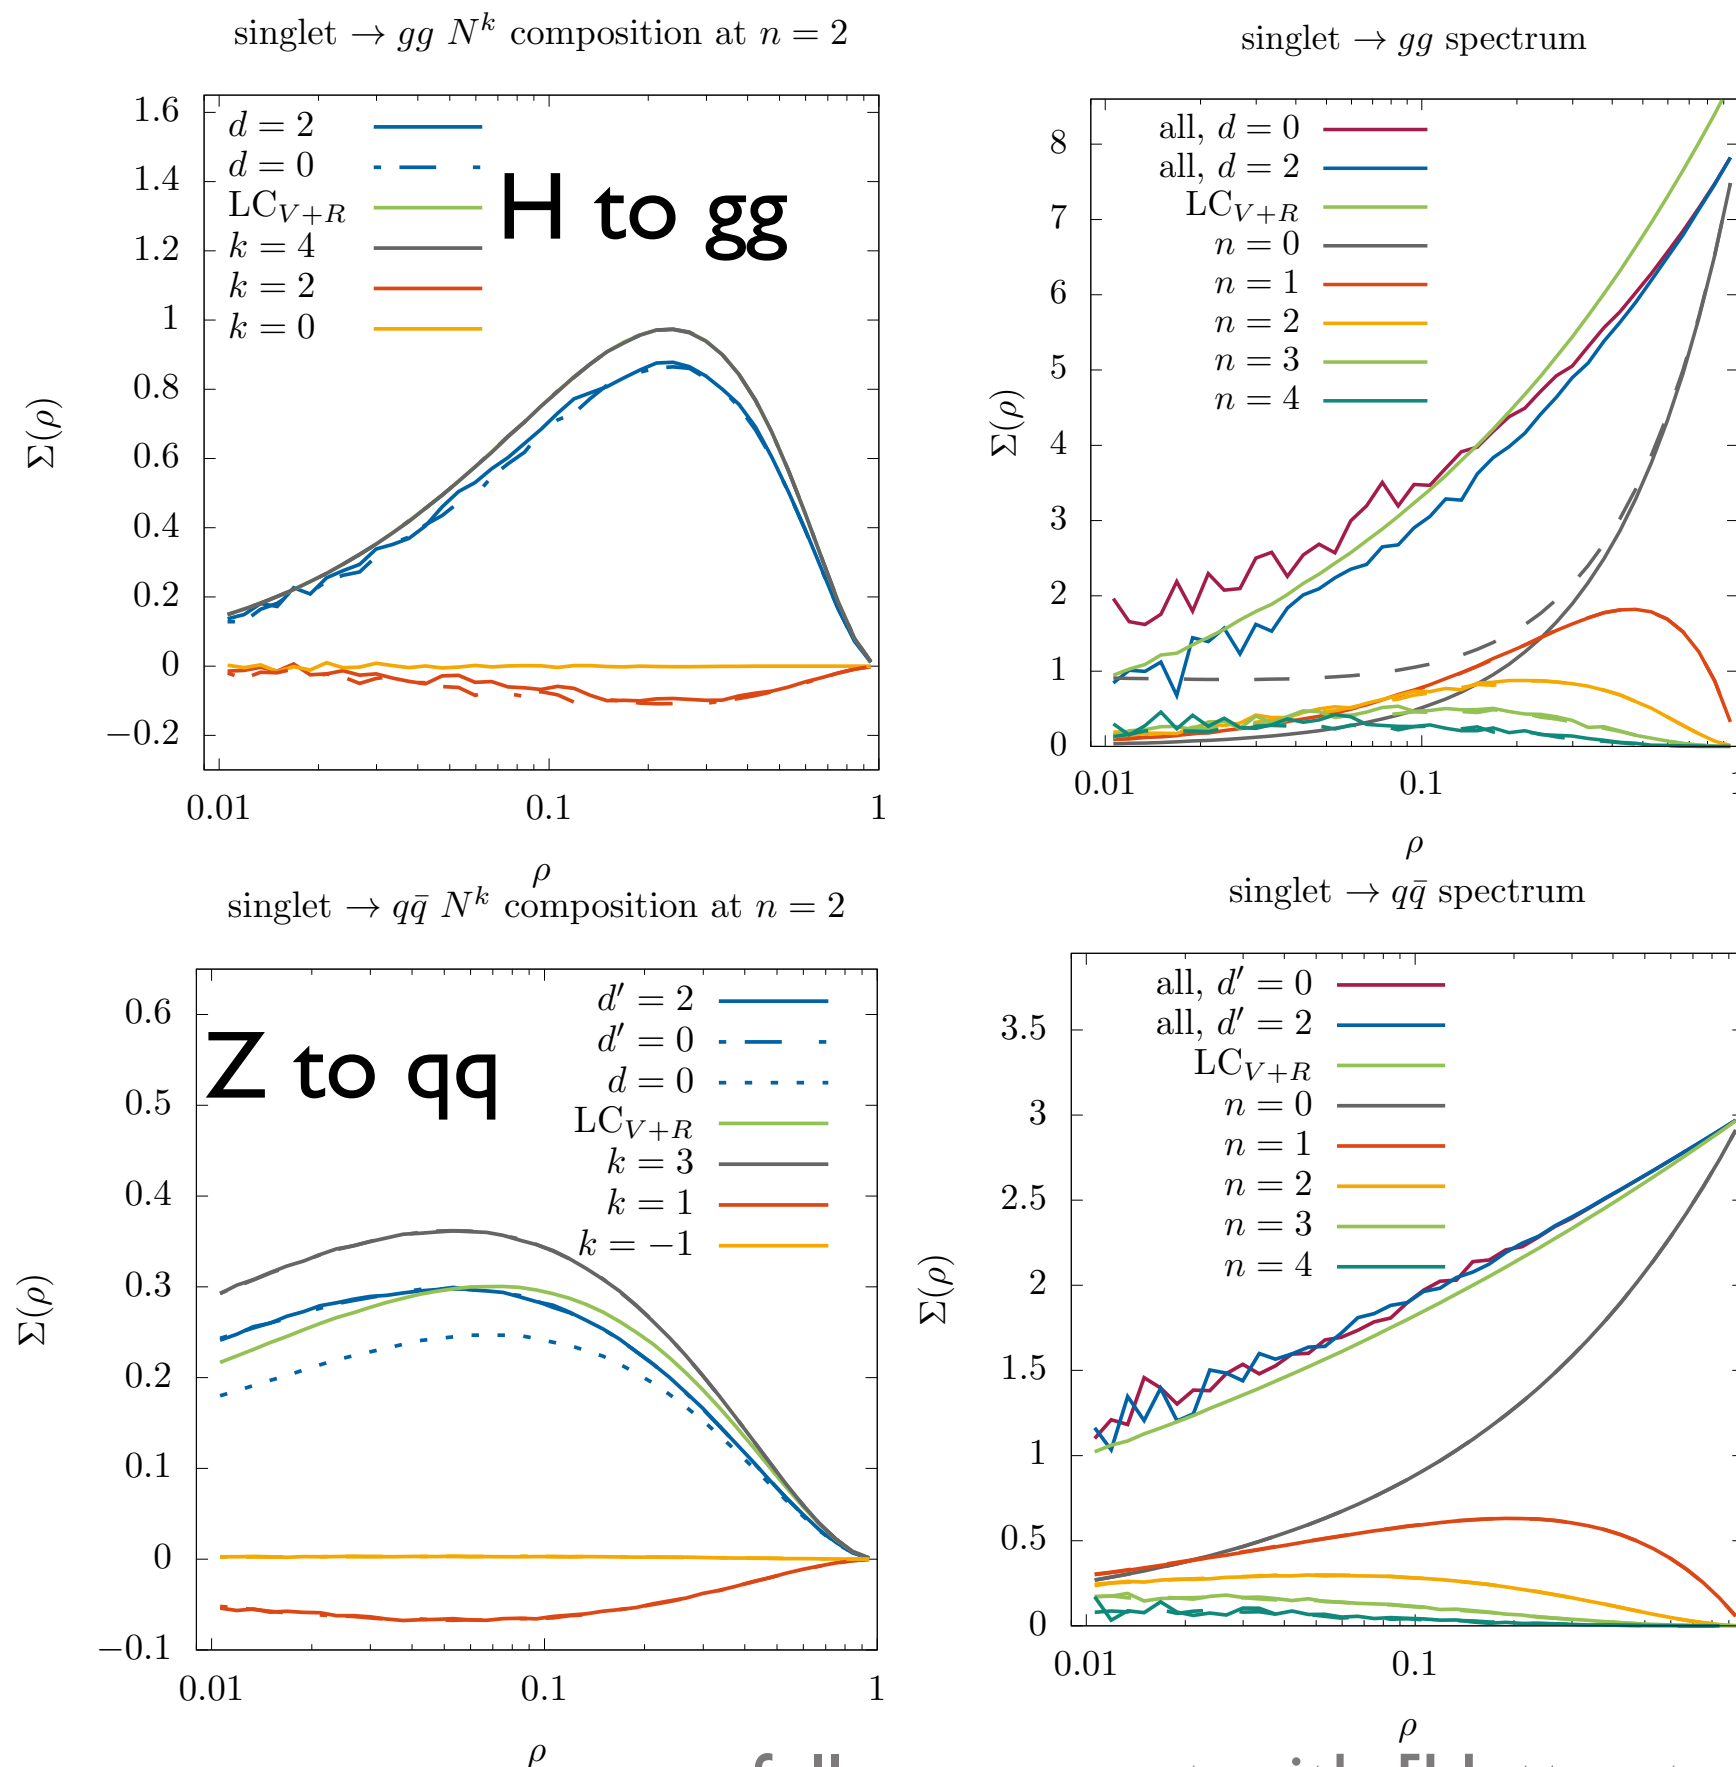 singlet → gg N^k composition at n = 2
1.6
1.4
1.2
1
0.8
0.6
0.4
0.2
0
−0.2
Σ(ρ)
d = 2
d = 0
LC_{V+R}
k = 4
k = 2
k = 0
H to gg
0.01 0.1 1
ρ
singlet → gg spectrum
8
7
6
5
4
3
2
1
0
Σ(ρ)
all, d = 0
all, d = 2
LC_{V+R}
n = 0
n = 1
n = 2
n = 3
n = 4
0.01 0.1 1
ρ
singlet → qq̄ N^k composition at n = 2
0.6
0.5
0.4
0.3
0.2
0.1
0
−0.1
Σ(ρ)
Z to qq
d′ = 2
d′ = 0
d = 0
LC_{V+R}
k = 3
k = 1
k = −1
0.01 0.1 1
ρ
singlet → qq̄ spectrum
3.5
3
2.5
2
1.5
1
0.5
0
Σ(ρ)
all, d′ = 0
all, d′ = 2
LC_{V+R}
n = 0
n = 1
n = 2
n = 3
n = 4
0.01 0.1
ρ